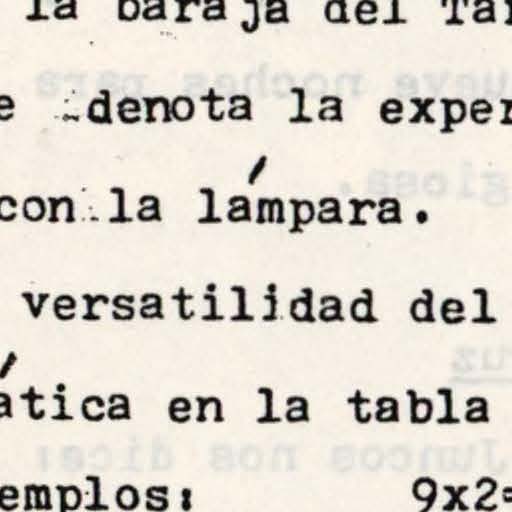 la baraja del Ta
e denota la exper
con la lámpara.
versatilidad del
ática en la tabla
emplos: 9x2=